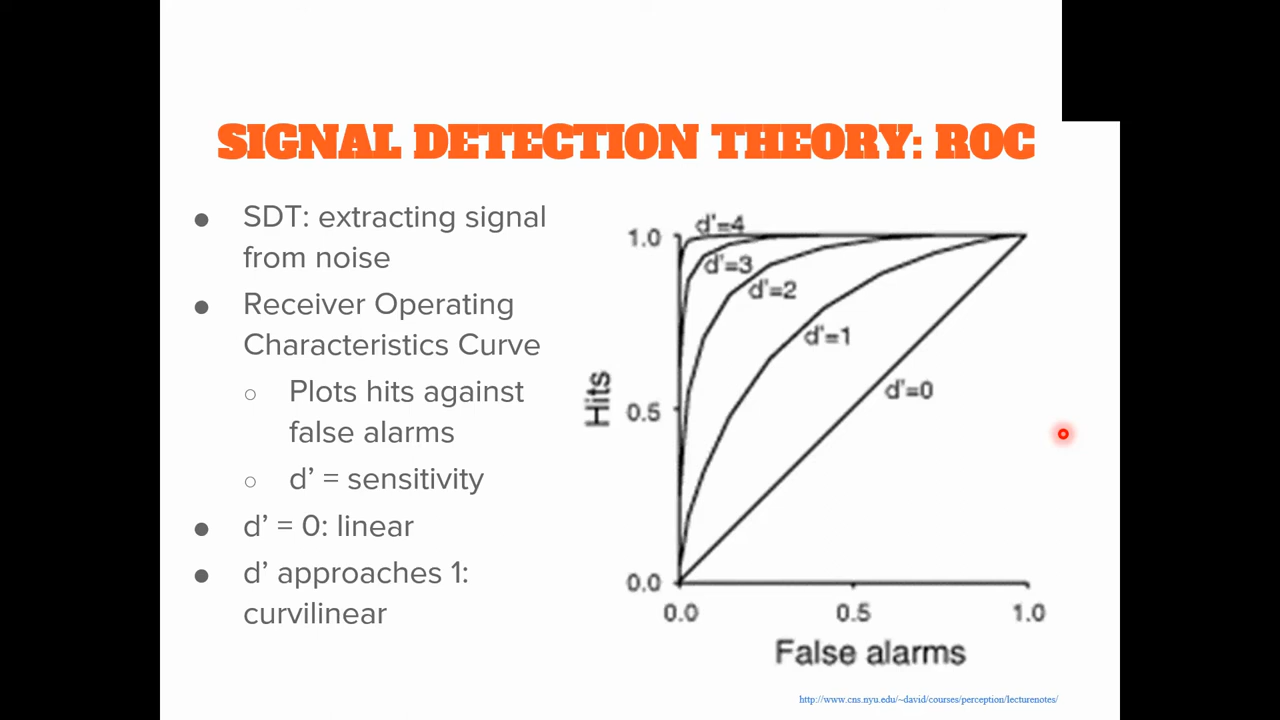 SIGNAL DETECTION THEORY: ROC
● SDT: extracting signal
from noise
● Receiver Operating
Characteristics Curve
○ Plots hits against
false alarms
○ d’ = sensitivity
● d’ = 0: linear
● d’ approaches 1:
curvilinear
d'=4
1.0
d'=3
d'=2
d'=1
d'=0
Hits
0.5
0.0
0.0 0.5 1.0
False alarms
http://www.cns.nyu.edu/~david/courses/perception/lecturenotes/